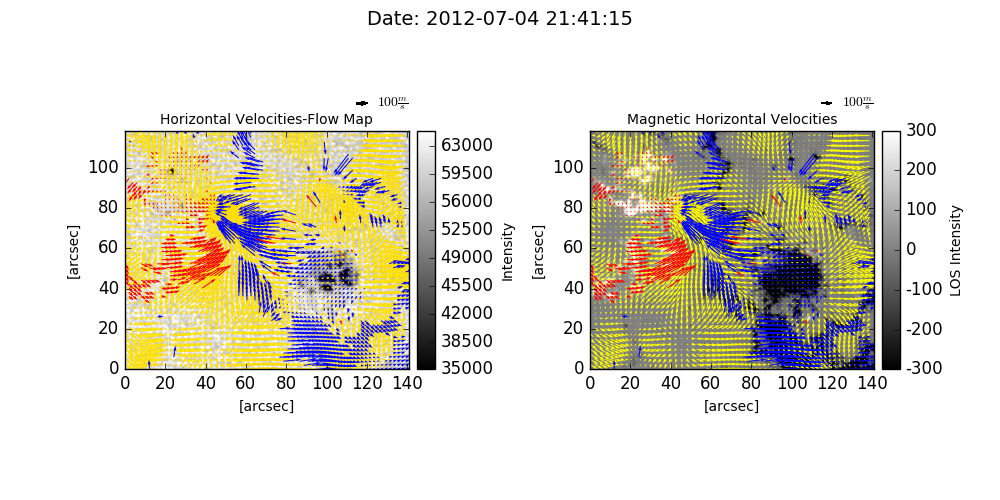 Date: 2012-07-04 21:41:15
100 m/s
100 m/s
Horizontal Velocities-Flow Map
Magnetic Horizontal Velocities
[arcsec]
100
80
60
40
20
0
0 20 40 60 80 100 120 140
[arcsec]
63000
59500
56000
52500
49000
45500
42000
38500
35000
Intensity
[arcsec]
100
80
60
40
20
0
0 20 40 60 80 100 120 140
[arcsec]
300
200
100
0
-100
-200
-300
LOS Intensity